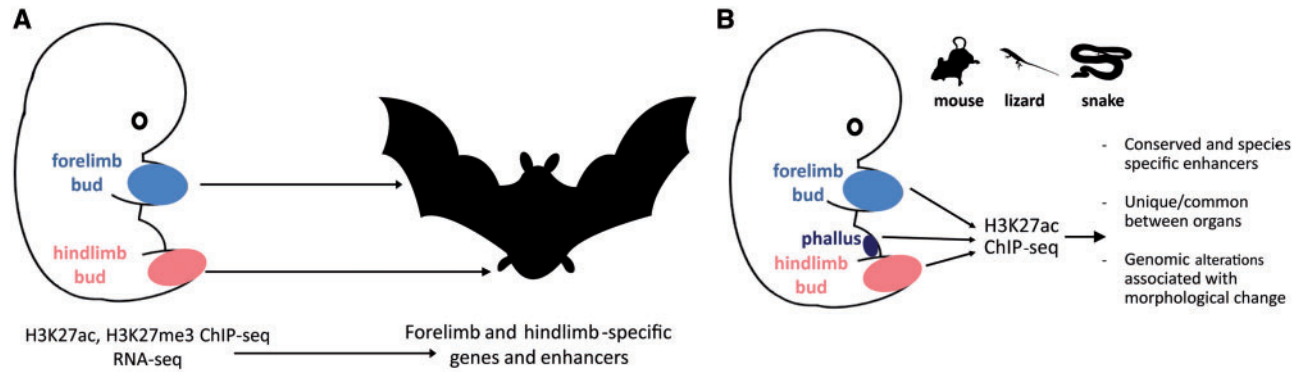 A
forelimb
bud
hindlimb
bud
H3K27ac, H3K27me3 ChIP-seq
RNA-seq
Forelimb and hindlimb-specific
genes and enhancers
B
mouse
lizard
snake
forelimb
bud
phallus
hindlimb
bud
H3K27ac
ChIP-seq
- Conserved and species
specific enhancers
- Unique/common
between organs
- Genomic alterations
associated with
morphological change